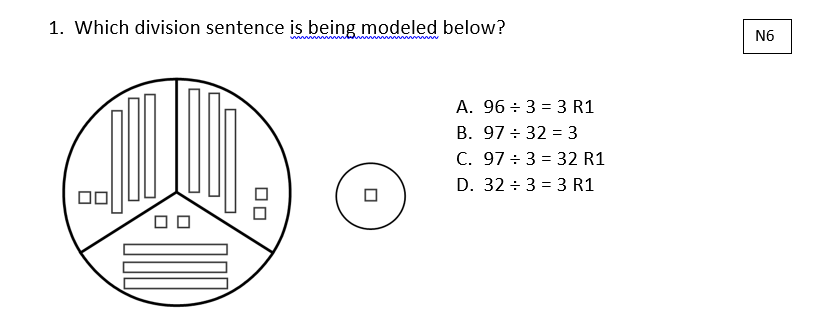 1. Which division sentence is being modeled below?
N6
A. 96 ÷ 3 = 3 R1
B. 97 ÷ 32 = 3
C. 97 ÷ 3 = 32 R1
D. 32 ÷ 3 = 3 R1